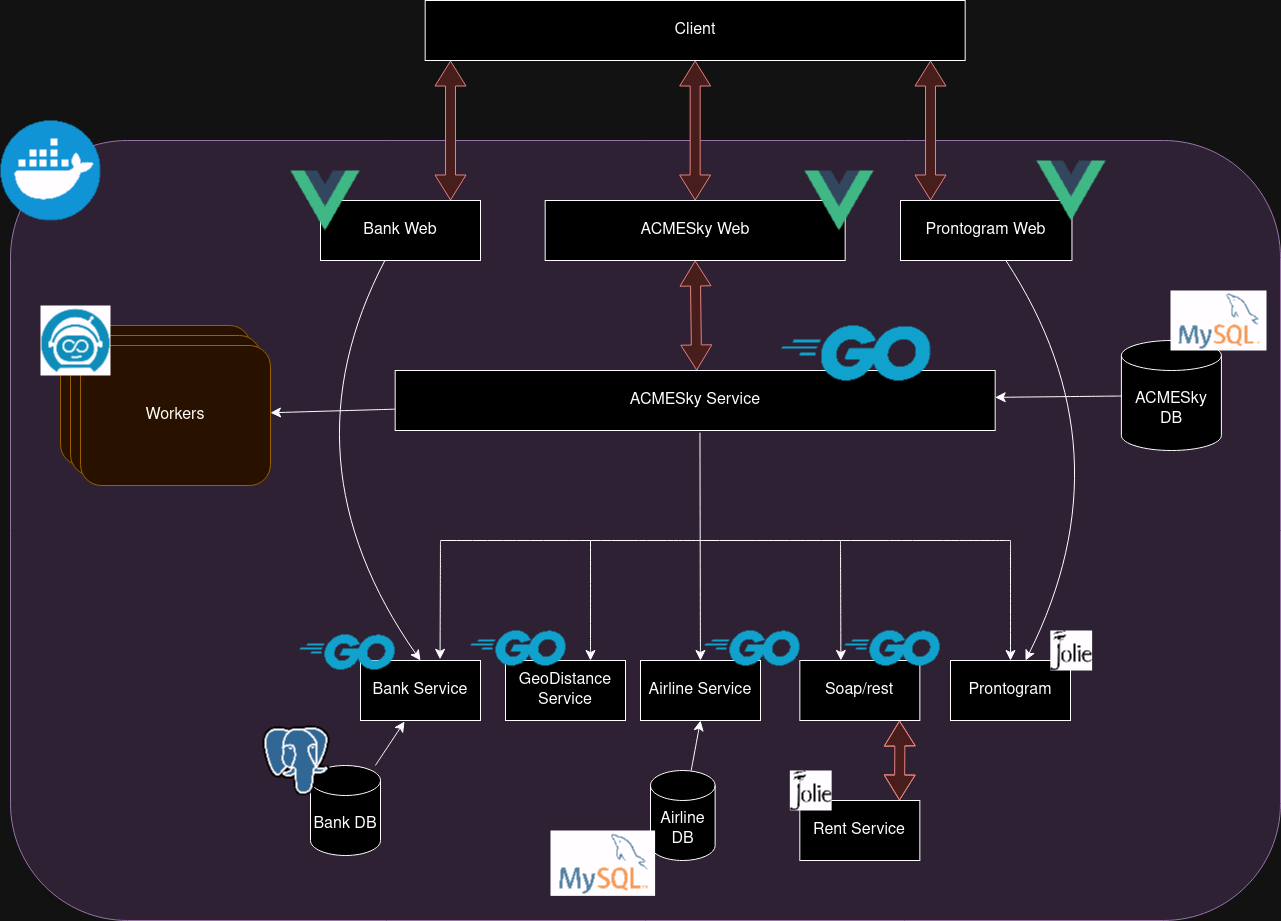 Client
Bank Web
ACMESky Web
Prontogram Web
MySQL
GO
Workers
ACMESky Service
ACMESky
DB
GO
GO
GO
GO
jolie
Bank Service
GeoDistance
Service
Airline Service
Soap/rest
Prontogram
jolie
Bank DB
Airline
DB
Rent Service
MySQL